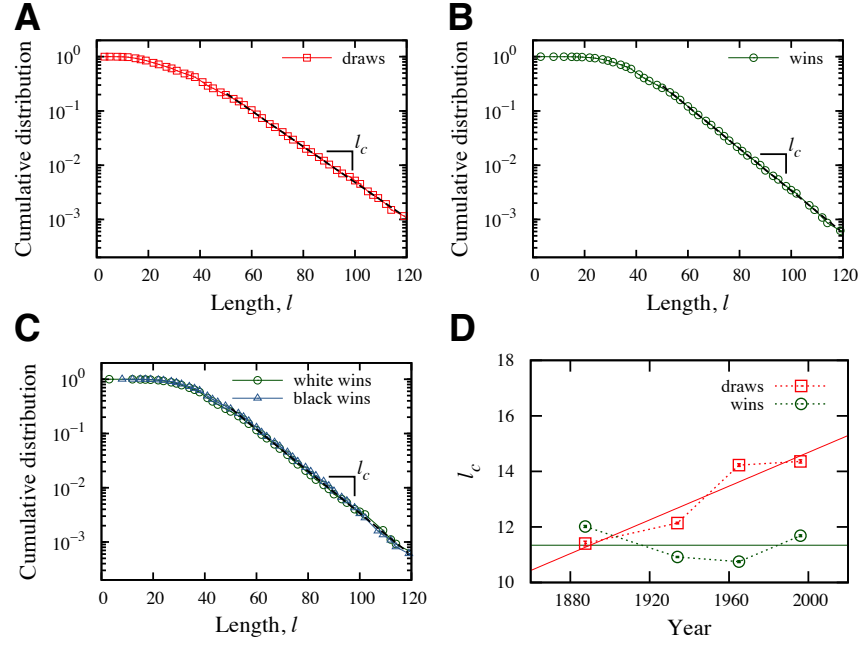 A
10^0
10^-1
10^-2
10^-3
0 20 40 60 80 100 120
Cumulative distribution
Length, l
draws
l_c
B
10^0
10^-1
10^-2
10^-3
0 20 40 60 80 100 120
Cumulative distribution
Length, l
wins
l_c
C
10^0
10^-1
10^-2
10^-3
0 20 40 60 80 100 120
Cumulative distribution
Length, l
white wins
black wins
l_c
D
18
16
14
12
10
1880 1920 1960 2000
l_c
Year
draws
wins